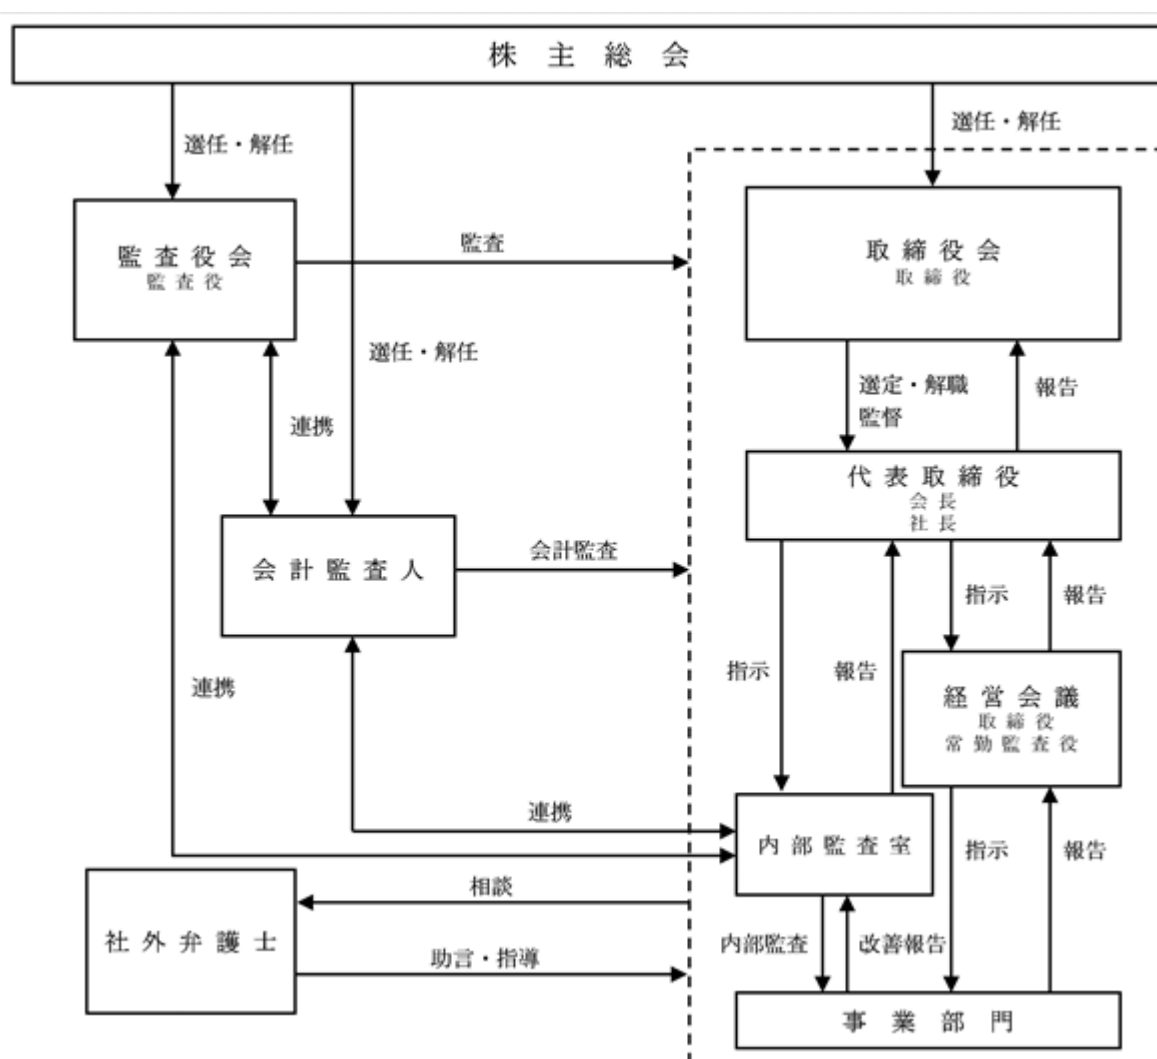 株主総会
選任・解任
選任・解任
監査役会
監査役
監査
取締役会
取締役
選任・解任
連携
選定・解職
監督
報告
代表取締役
会長
社長
会計監査人
会計監査
指示
報告
指示
報告
連携
経営会議
取締役
常勤監査役
連携
内部監査室
指示
報告
相談
社外弁護士
助言・指導
内部監査
改善報告
事業部門